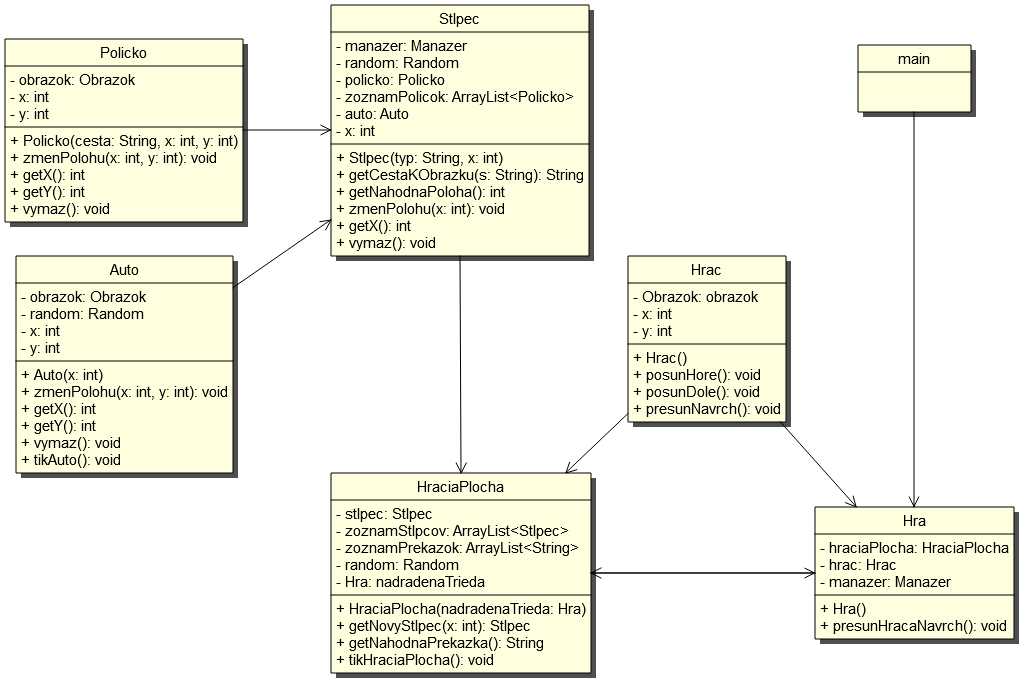 Policko
- obrazok: Obrazok
- x: int
- y: int
+ Policko(cesta: String, x: int, y: int)
+ zmenPolohu(x: int, y: int): void
+ getX(): int
+ getY(): int
+ vymaz(): void
Stlpec
- manazer: Manazer
- random: Random
- policko: Policko
- zoznamPolicok: ArrayList<Policko>
- auto: Auto
- x: int
+ Stlpec(typ: String, x: int)
+ getCestaKObrazku(s: String): String
+ getNahodnaPoloha(): int
+ zmenPolohu(x: int): void
+ getX(): int
+ vymaz(): void
main
Auto
- obrazok: Obrazok
- random: Random
- x: int
- y: int
+ Auto(x: int)
+ zmenPolohu(x: int, y: int): void
+ getX(): int
+ getY(): int
+ vymaz(): void
+ tikAuto(): void
Hrac
- Obrazok: obrazok
- x: int
- y: int
+ Hrac()
+ posunHore(): void
+ posunDole(): void
+ presunNavrch(): void
HraciaPlocha
- stlpec: Stlpec
- zoznamStlpcov: ArrayList<Stlpec>
- zoznamPrekazok: ArrayList<String>
- random: Random
- Hra: nadradenaTrieda
+ HraciaPlocha(nadradenaTrieda: Hra)
+ getNovyStlpec(x: int): Stlpec
+ getNahodnaPrekazka(): String
+ tikHraciaPlocha(): void
Hra
- hraciaPlocha: HraciaPlocha
- hrac: Hrac
- manazer: Manazer
+ Hra()
+ presunHracaNavrch(): void